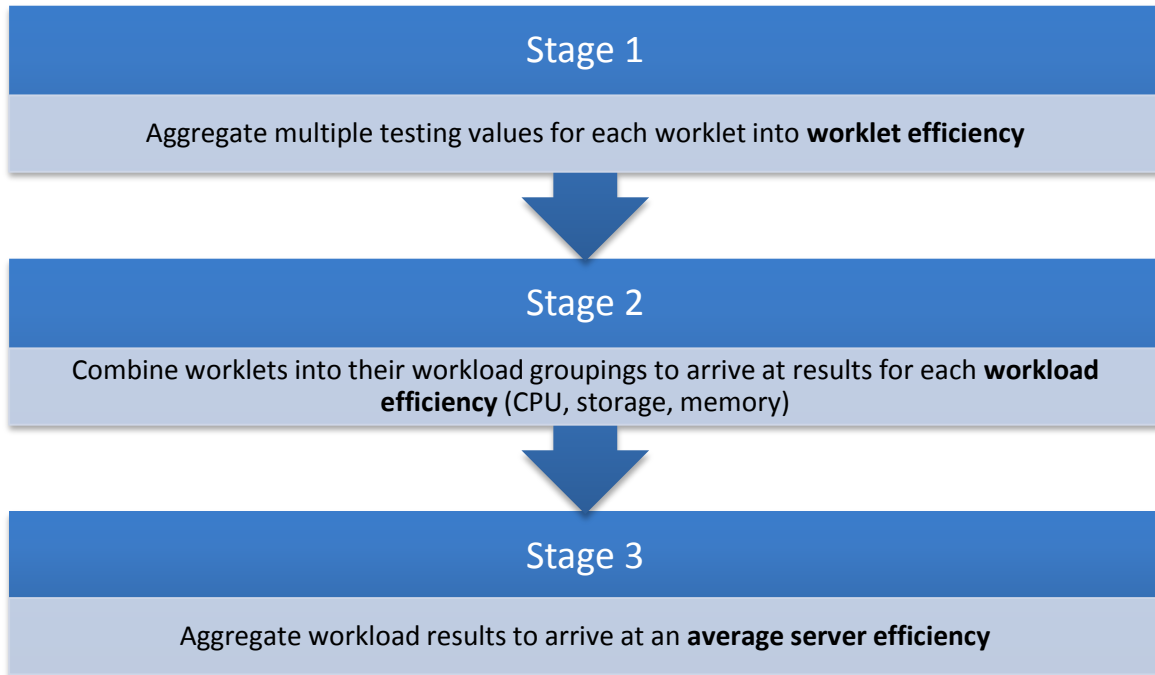 Stage 1
Aggregate multiple testing values for each worklet into worklet efficiency
Stage 2
Combine worklets into their workload groupings to arrive at results for each workload
efficiency (CPU, storage, memory)
Stage 3
Aggregate workload results to arrive at an average server efficiency